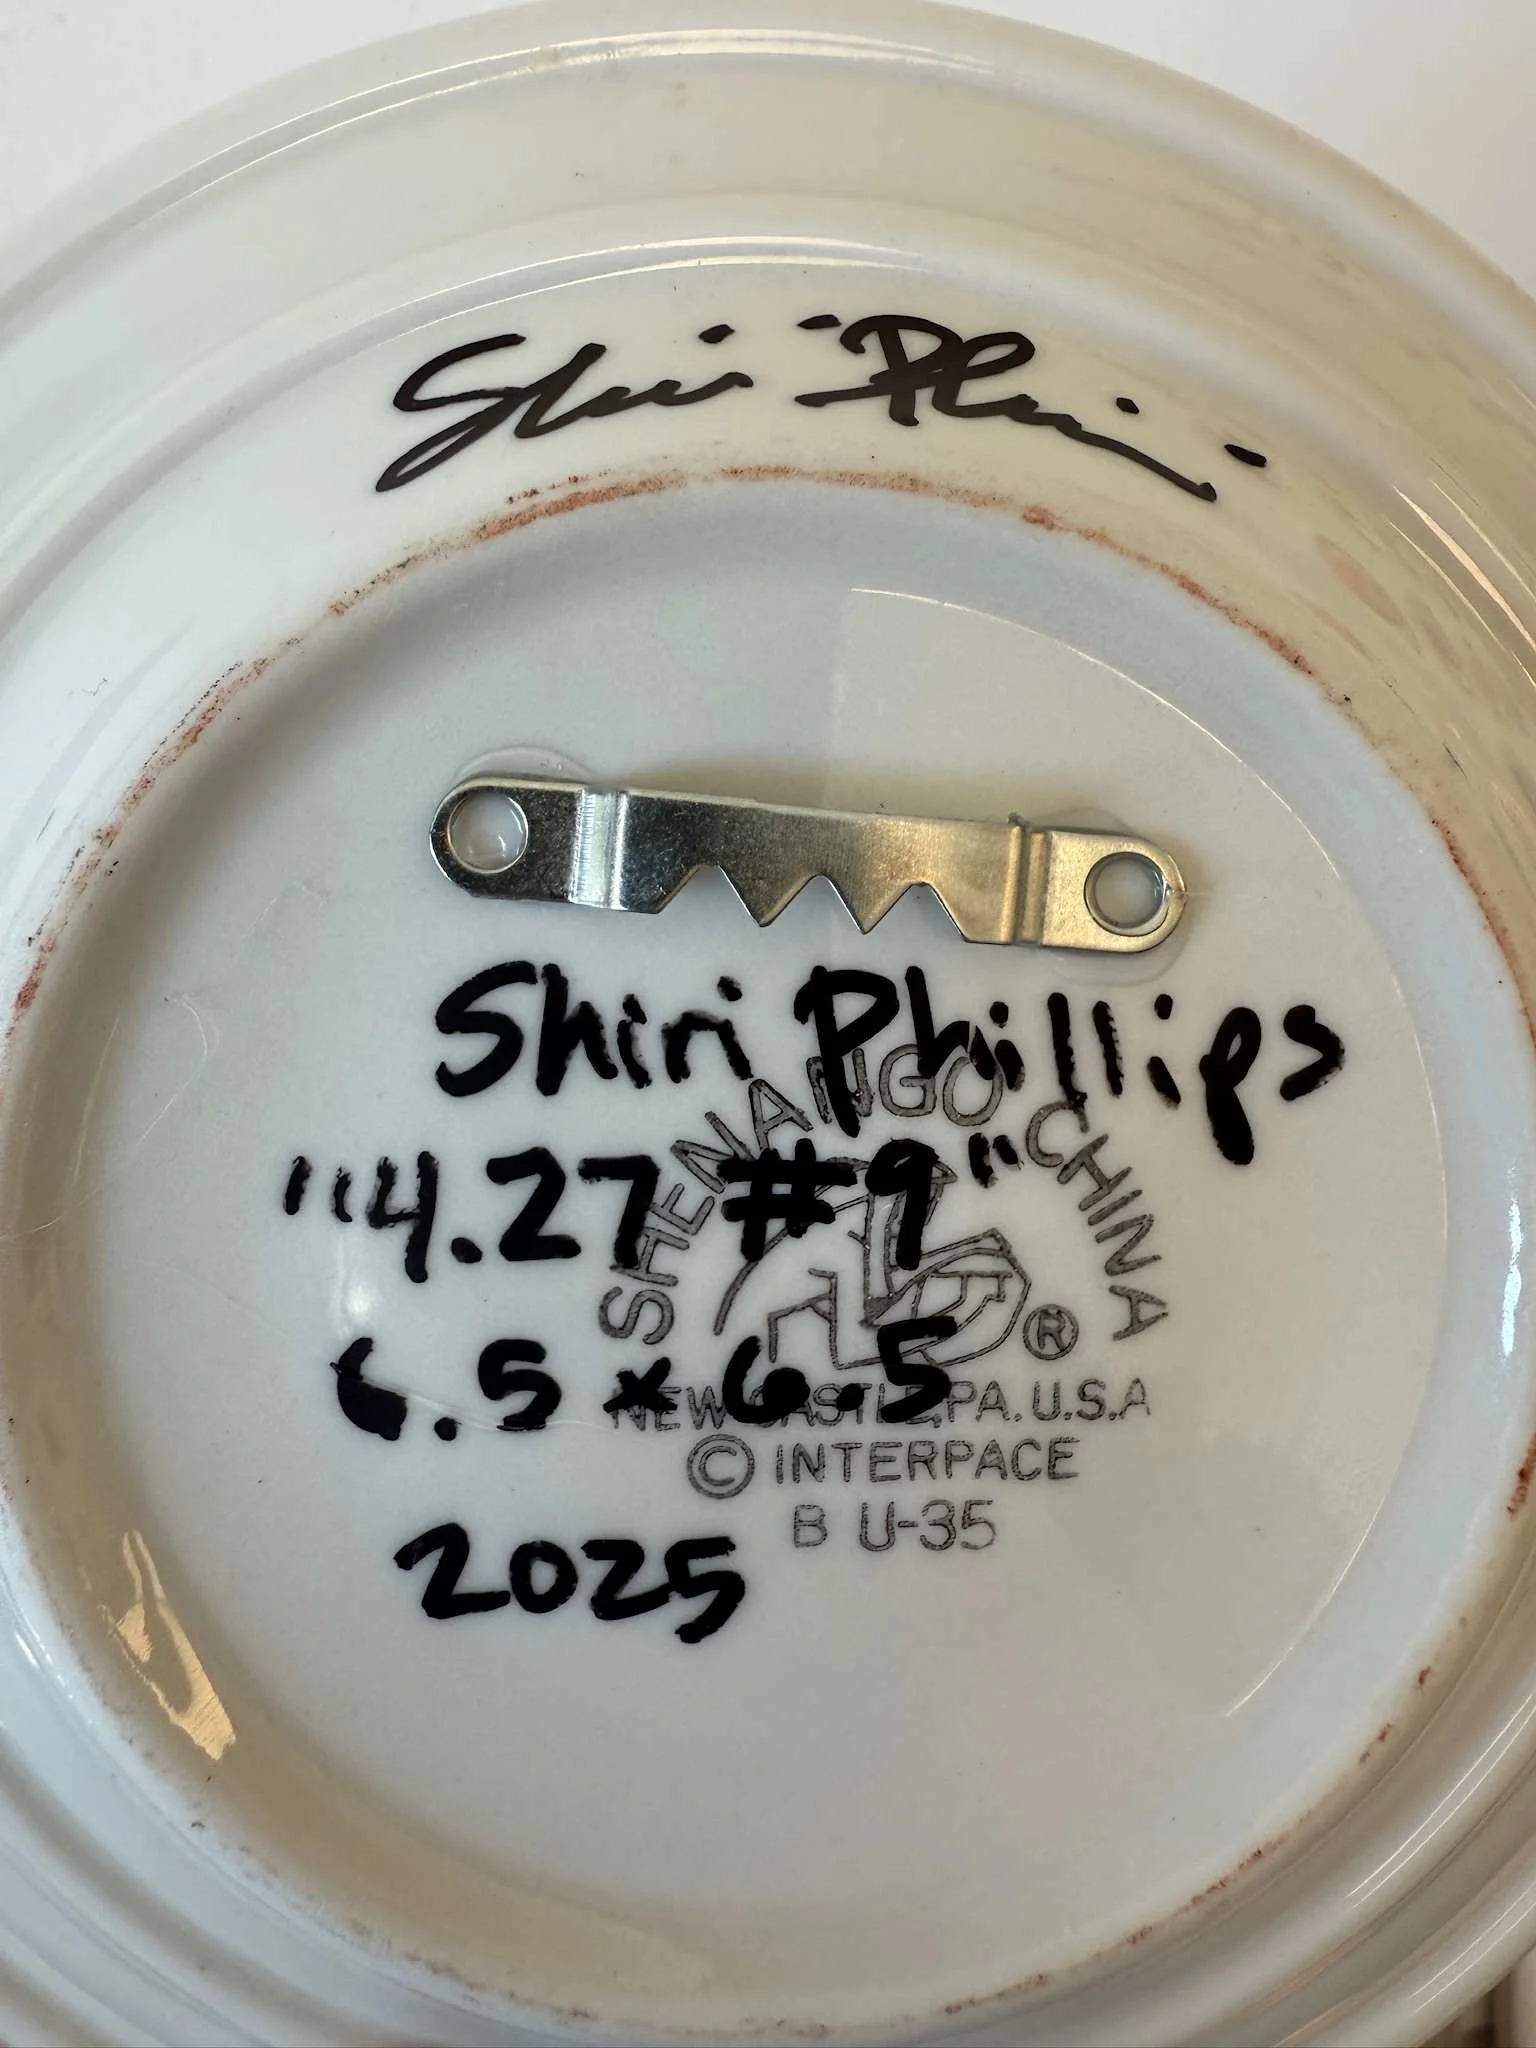 Shiri Phillips
"4.27 #9"
6.5 x 6.5
2025
SHENANGO CHINA
®
NEW CASTLE, PA. U.S.A
© INTERPACE
B U-35